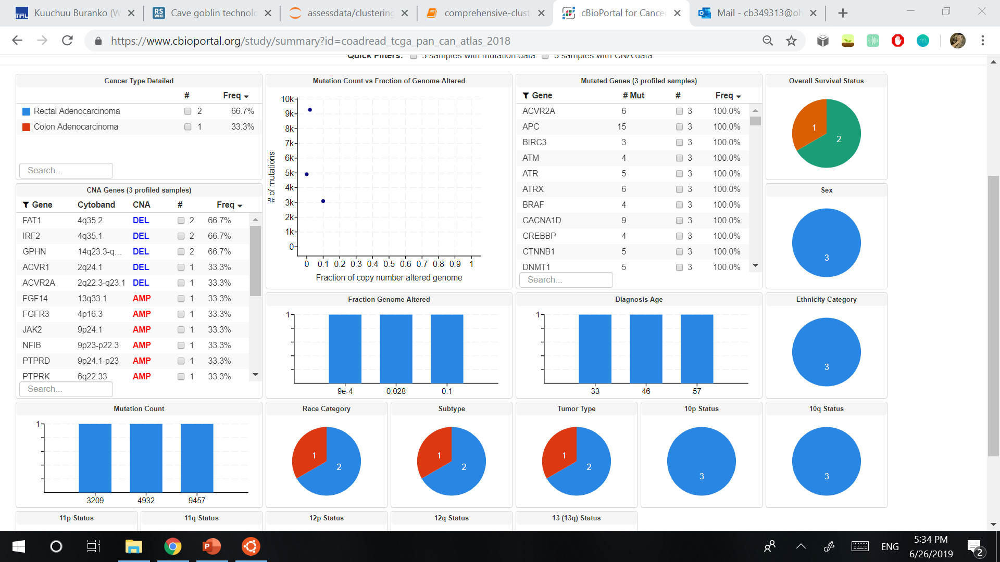 Kuuchuu Buranko (W
Cave goblin technolo
assessdata/clustering
comprehensive-clust
cBioPortal for Cancer
Mail - cb349313@oh
https://www.cbioportal.org/study/summary?id=coadread_tcga_pan_can_atlas_2018
Quick Filters: 3 samples with mutation data 3 samples with CNA data
Cancer Type Detailed
# Freq
Rectal Adenocarcinoma 2 66.7%
Colon Adenocarcinoma 1 33.3%
Search...
CNA Genes (3 profiled samples)
Gene Cytoband CNA # Freq
FAT1 4q35.2 DEL 2 66.7%
IRF2 4q35.1 DEL 2 66.7%
GPHN 14q23.3-q... DEL 2 66.7%
ACVR1 2q24.1 DEL 1 33.3%
ACVR2A 2q22.3-q23.1 DEL 1 33.3%
FGF14 13q33.1 AMP 1 33.3%
FGFR3 4p16.3 AMP 1 33.3%
JAK2 9p24.1 AMP 1 33.3%
NFIB 9p23-p22.3 AMP 1 33.3%
PTPRD 9p24.1-p23 AMP 1 33.3%
PTPRK 6q22.33 AMP 1 33.3%
Search...
Mutation Count vs Fraction of Genome Altered
# of mutations
10k
9k
8k
7k
6k
5k
4k
3k
2k
1k
0
0 0.1 0.2 0.3 0.4 0.5 0.6 0.7 0.8 0.9 1
Fraction of copy number altered genome
Mutated Genes (3 profiled samples)
Gene # Mut # Freq
ACVR2A 6 3 100.0%
APC 15 3 100.0%
BIRC3 3 3 100.0%
ATM 4 3 100.0%
ATR 5 3 100.0%
ATRX 6 3 100.0%
BRAF 4 3 100.0%
CACNA1D 9 3 100.0%
CREBBP 4 3 100.0%
CTNNB1 5 3 100.0%
DNMT1 5 3 100.0%
Search...
Overall Survival Status
1
2
Sex
3
Fraction Genome Altered
1
9e-4 0.028 0.1
Diagnosis Age
1
33 46 57
Ethnicity Category
3
Mutation Count
1
3209 4932 9457
Race Category
1
2
Subtype
1
2
Tumor Type
1
2
10p Status
3
10q Status
3
11p Status
11q Status
12p Status
12q Status
13 (13q) Status
ENG
5:34 PM
6/26/2019
2